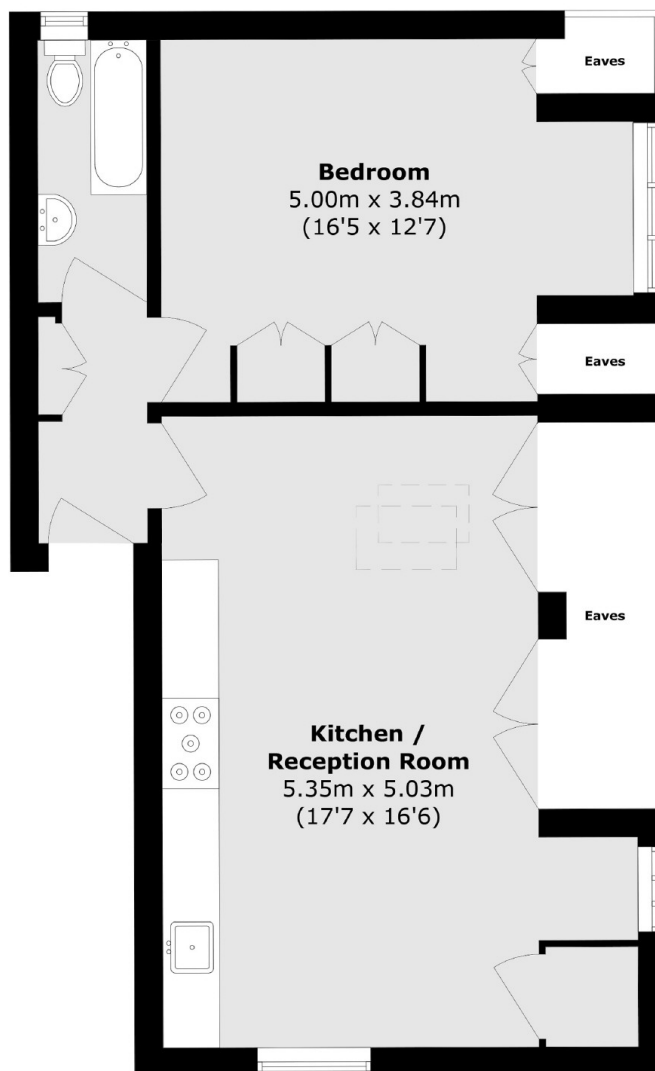 Eaves
Bedroom
5.00m x 3.84m
(16'5 x 12'7)
Eaves
Eaves
Kitchen /
Reception Room
5.35m x 5.03m
(17'7 x 16'6)